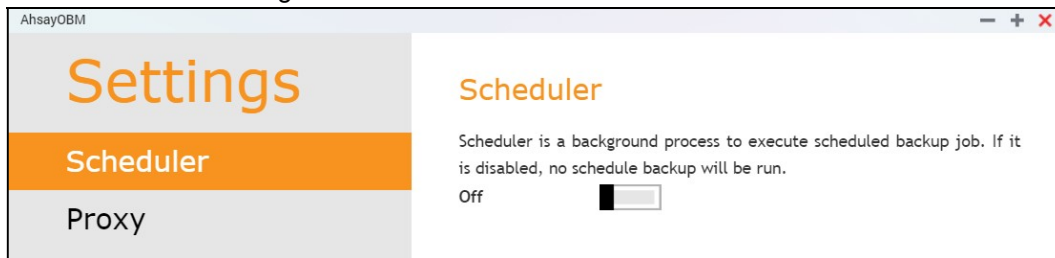 AhsayOBM
Settings
Scheduler
Proxy
Scheduler
Scheduler is a background process to execute scheduled backup job. If it
is disabled, no schedule backup will be run.
Off